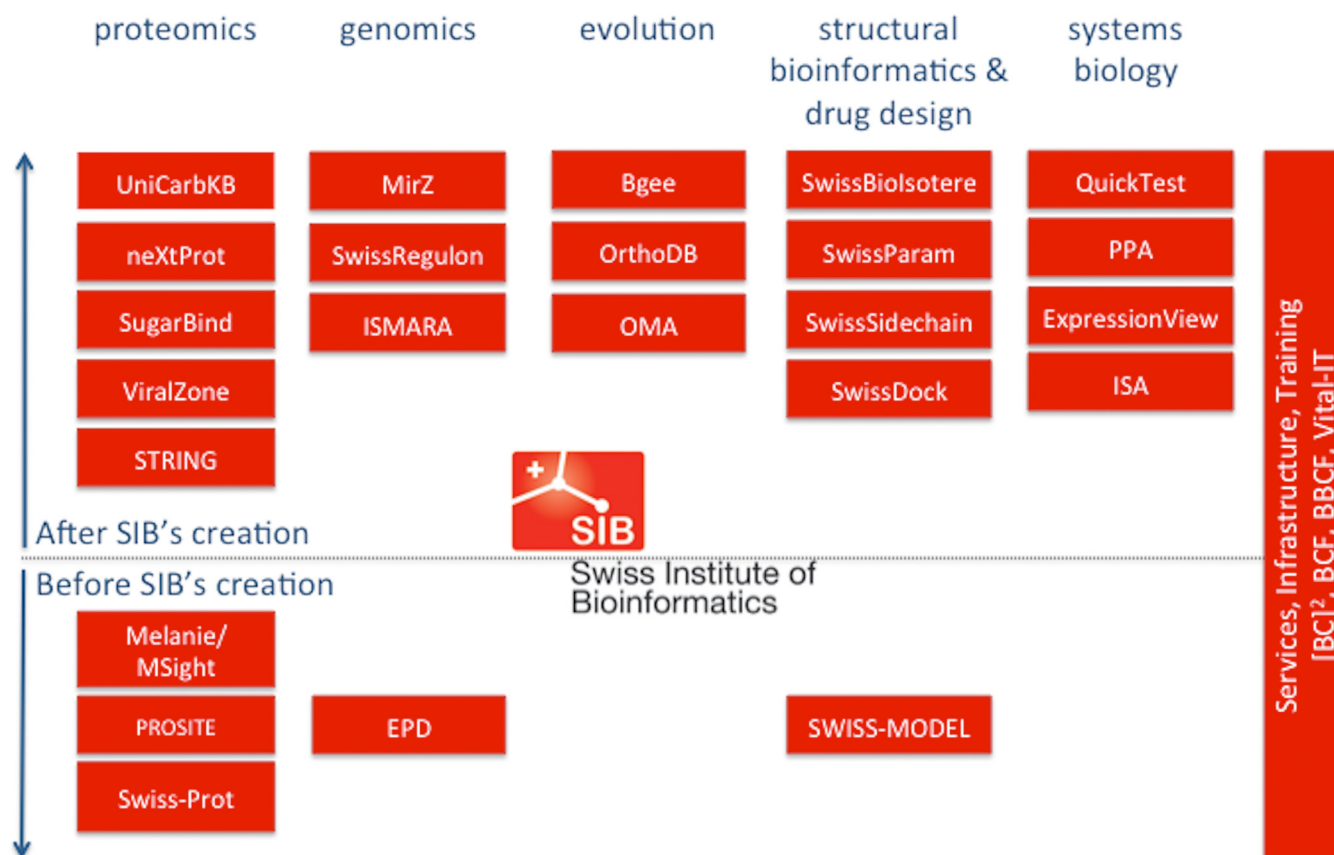 proteomics
genomics
evolution
structural
bioinformatics &
drug design
systems
biology
UniCarbKB
MirZ
Bgee
SwissBioIsotere
QuickTest
neXtProt
SwissRegulon
OrthoDB
SwissParam
PPA
SugarBind
ISMARA
OMA
SwissSidechain
ExpressionView
ViralZone
SwissDock
ISA
STRING
SIB
After SIB's creation
Before SIB's creation
Swiss Institute of
Bioinformatics
Melanie/
MSight
PROSITE
EPD
SWISS-MODEL
Swiss-Prot
Services, Infrastructure, Training
[BC]², BCF, BBCF, Vital-IT